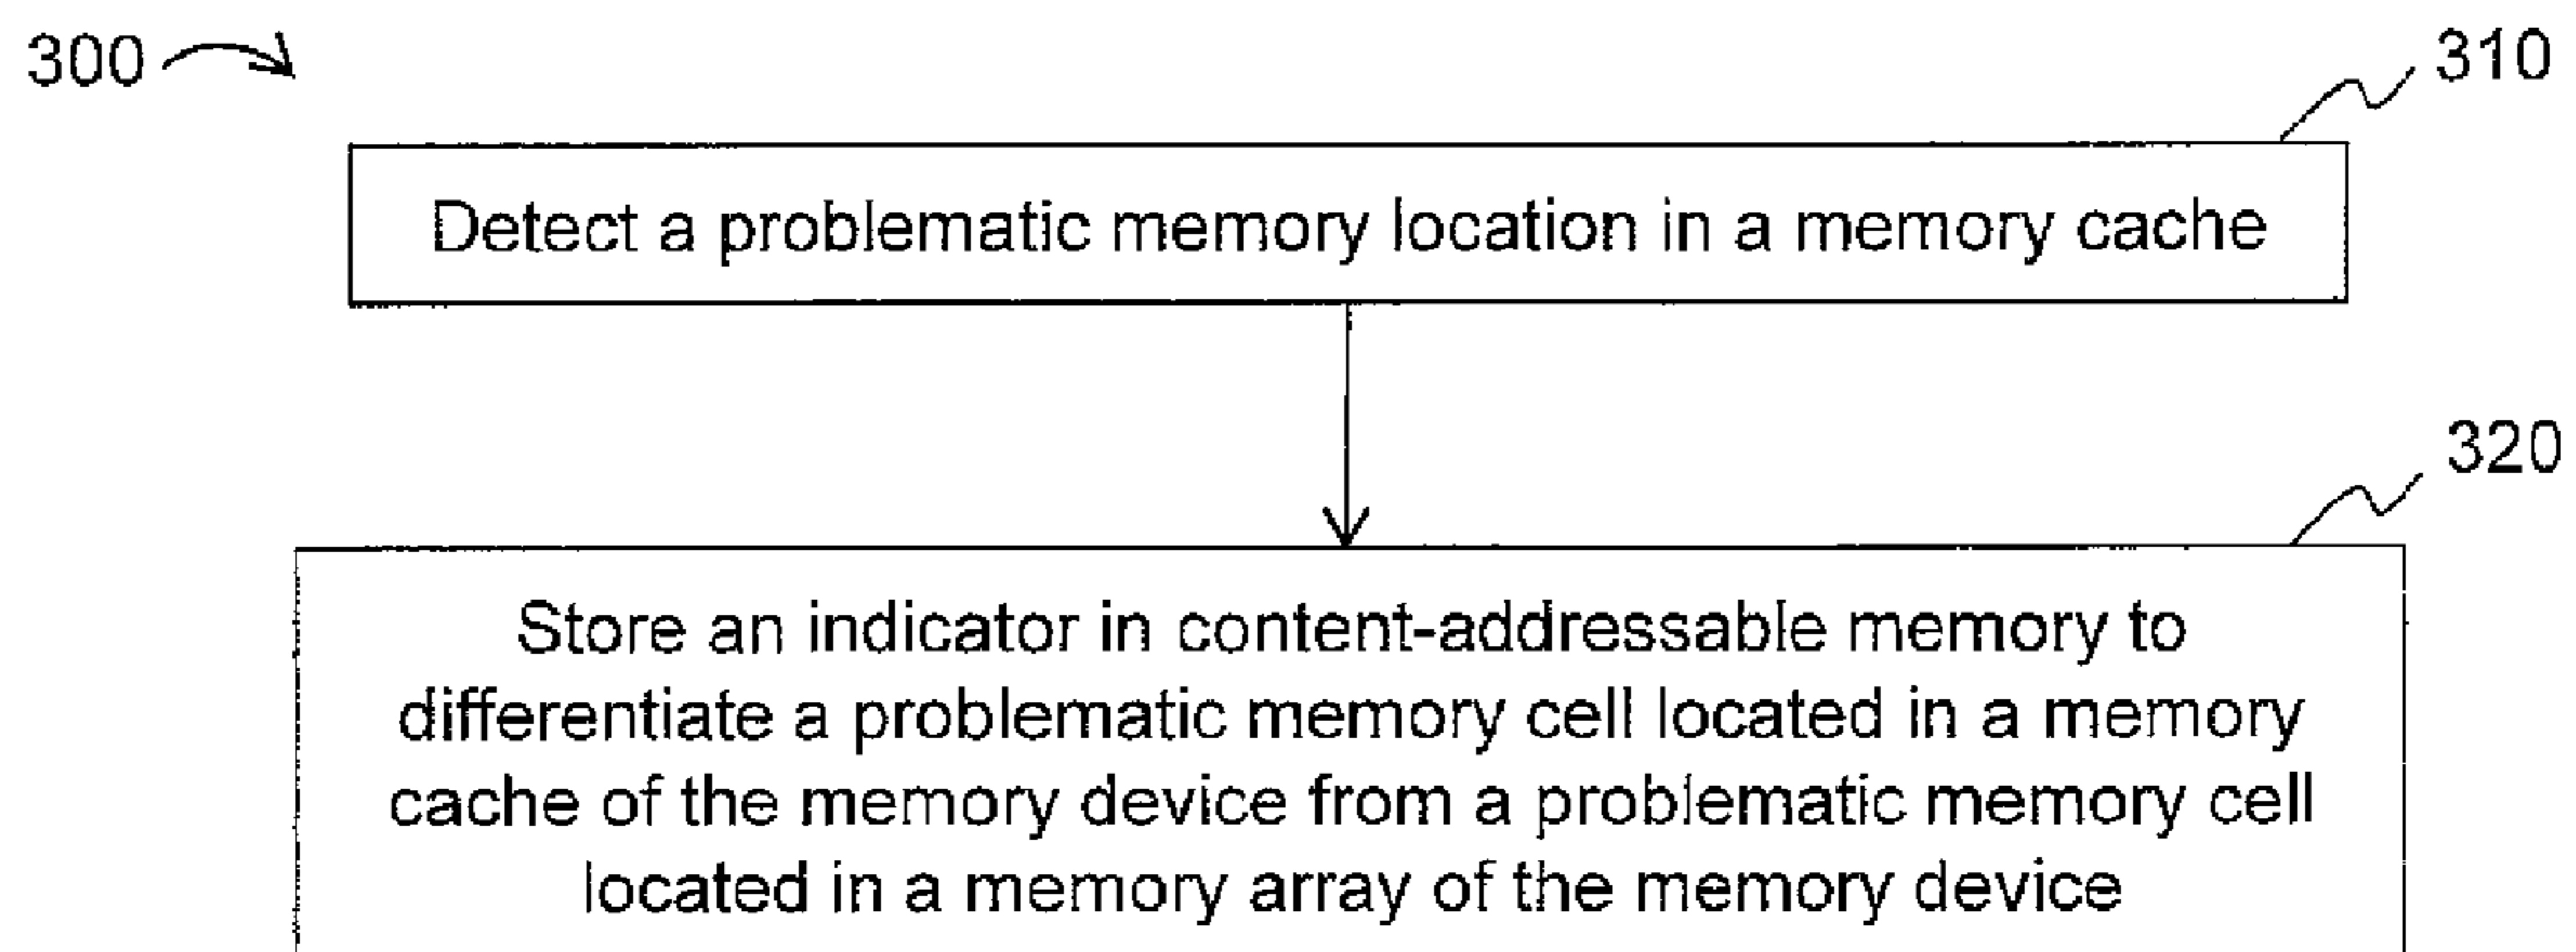 300
310
Detect a problematic memory location in a memory cache
320
Store an indicator in content-addressable memory to
differentiate a problematic memory cell located in a memory
cache of the memory device from a problematic memory cell
located in a memory array of the memory device